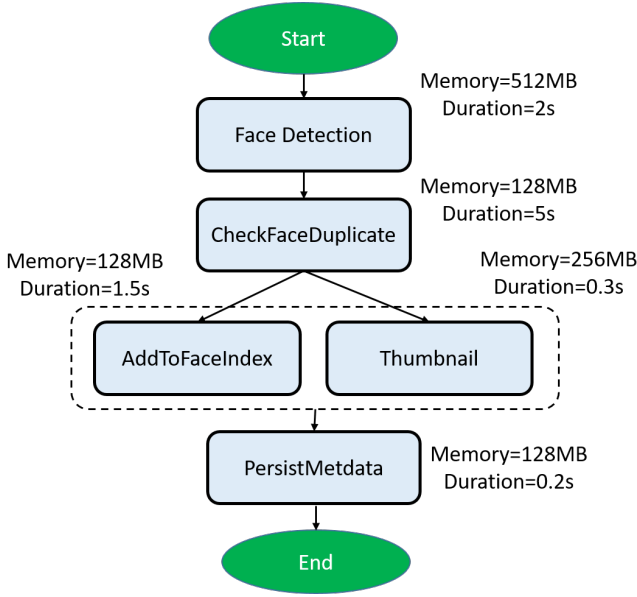 Start
Memory=512MB
Duration=2s
Face Detection
Memory=128MB
Duration=5s
CheckFaceDuplicate
Memory=128MB
Duration=1.5s
Memory=256MB
Duration=0.3s
AddToFaceIndex
Thumbnail
PersistMetdata
Memory=128MB
Duration=0.2s
End